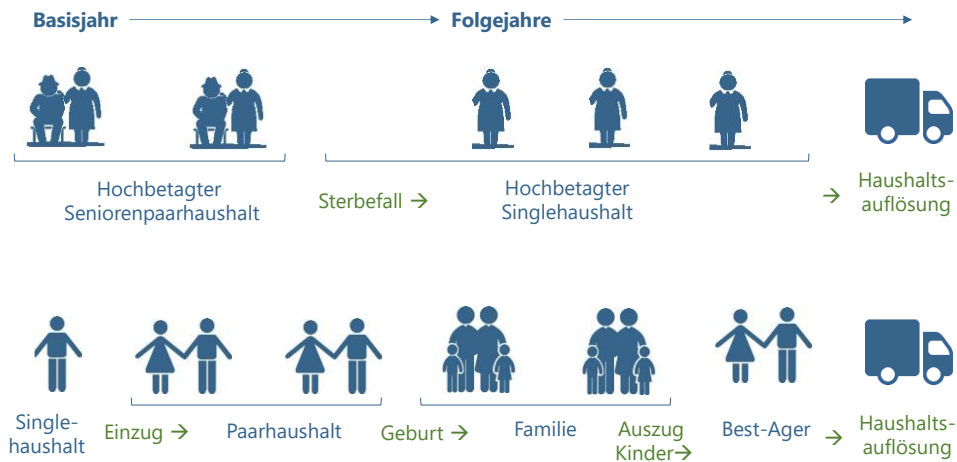 Basisjahr Folgejahre
Hochbetagter
Seniorenpaarhaushalt
Sterbefall →
Hochbetagter
Singlehaushalt
→
Haushalts-
auflösung
Single-
haushalt
Einzug →
Paarhaushalt
Geburt →
Familie
Auszug
Kinder→
Best-Ager
→
Haushalts-
auflösung